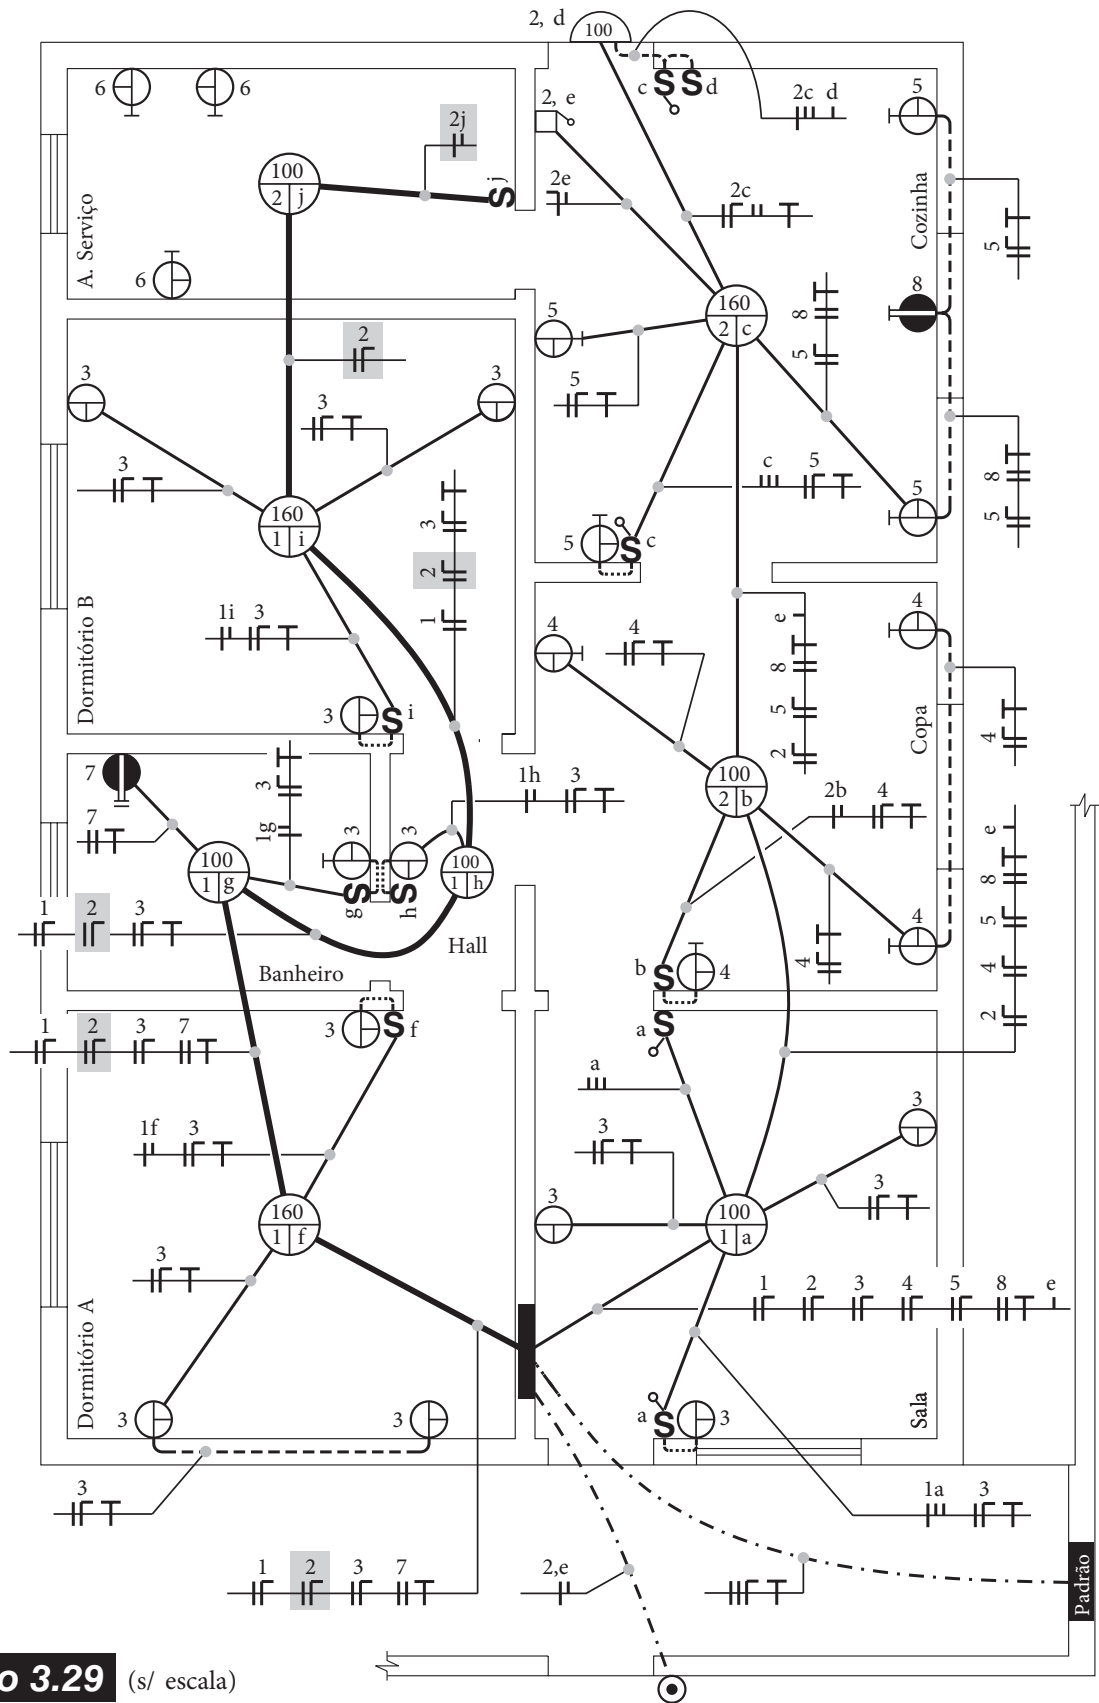 2, d
100
c
d
2c d
5
6
6
2, e
2j
100
2 j
j
2e
2c
Cozinha
5
A. Serviço
6
8
160
2 c
5
8
5
2
3
3
3
5
3
c
5
5
8
5
160
1 i
3
2
1
5
c
1i 3
4
4
4
e
8
5
2
Copa
4
Dormitório B
3
i
7
3
1g
7
1h 3
100
2 b
2b 4
3
3
100
1 g
100
1 h
g
h
e
8
5
4
2
1 2 3
Hall
Banheiro
4
4
b
4
3
f
a
1 2 3 7
a
1f 3
3
3
3
3
160
1 f
100
1 a
3
1 2 3 4 5 8 e
Dormitório A
Sala
3
3
a
3
3
1a 3
1 2 3 7
2,e
Padrão
o 3.29 (s/ escala)